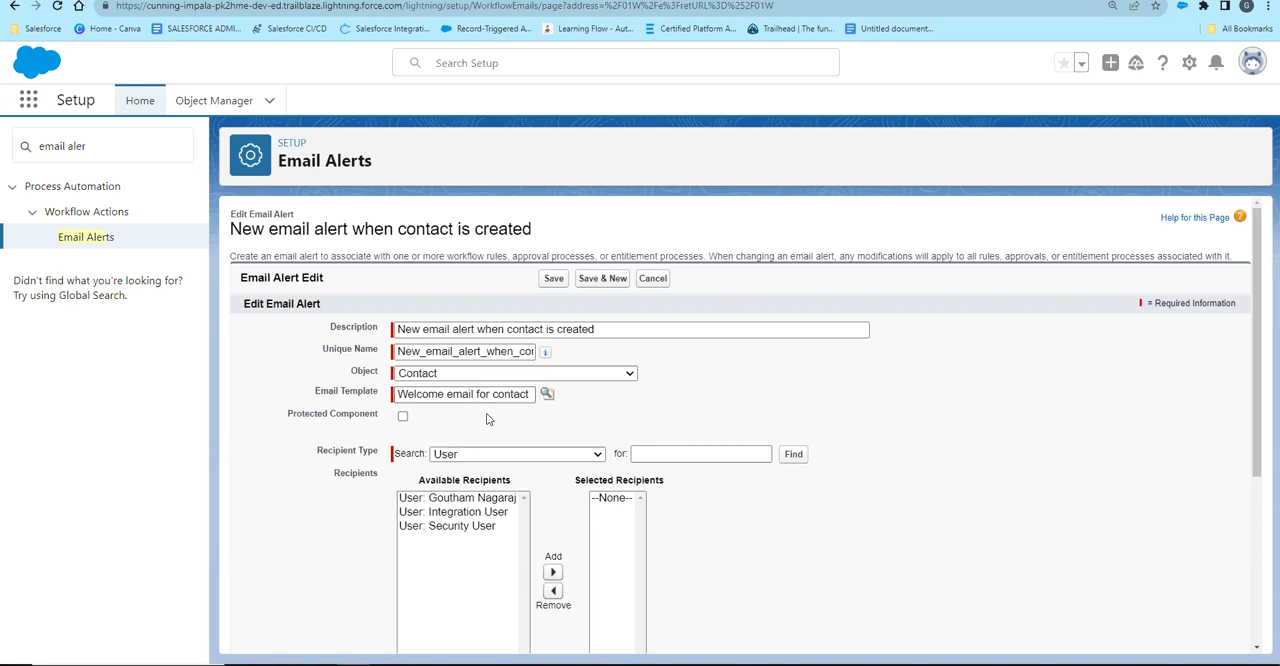 https://cunning-impala-pk2hme-dev-ed.trailblaze.lightning.force.com/lightning/setup/WorkflowEmails/page?address=%2F01W%2Fe%3FretURL%3D%252F01W
G
Salesforce
Home - Canva
SALESFORCE ADMI...
Salesforce CI/CD
Salesforce Integrati...
Record-Triggered A...
Learning Flow - Aut...
Certified Platform A...
Trailhead | The fun...
Untitled document...
All Bookmarks
Search Setup
Setup
Home
Object Manager
email aler
Process Automation
Workflow Actions
Email Alerts
Didn't find what you're looking for?
Try using Global Search.
SETUP
Email Alerts
Edit Email Alert
New email alert when contact is created
Help for this Page
Create an email alert to associate with one or more workflow rules, approval processes, or entitlement processes. When changing an email alert, any modifications will apply to all rules, approvals, or entitlement processes associated with it.
Email Alert Edit
Save
Save & New
Cancel
Edit Email Alert
= Required Information
Description
New email alert when contact is created
Unique Name
New_email_alert_when_con
Object
Contact
Email Template
Welcome email for contact
Protected Component
Recipient Type
Search:
User
for:
Find
Recipients
Available Recipients
Selected Recipients
User: Goutham Nagaraj
User: Integration User
User: Security User
--None--
Add
Remove